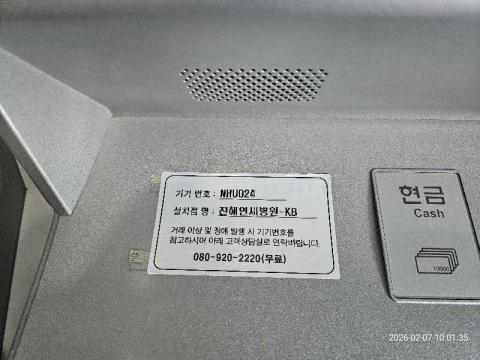 기기 번호 : NHU024
설치점 명 : 진해연세병원-KB
거래 이상 및 장애 발생 시 기기번호를
참고하시어 아래 고객상담실로 연락바랍니다.
080-920-2220(무료)
현금
Cash
10000
2026-02-07 10:01:35